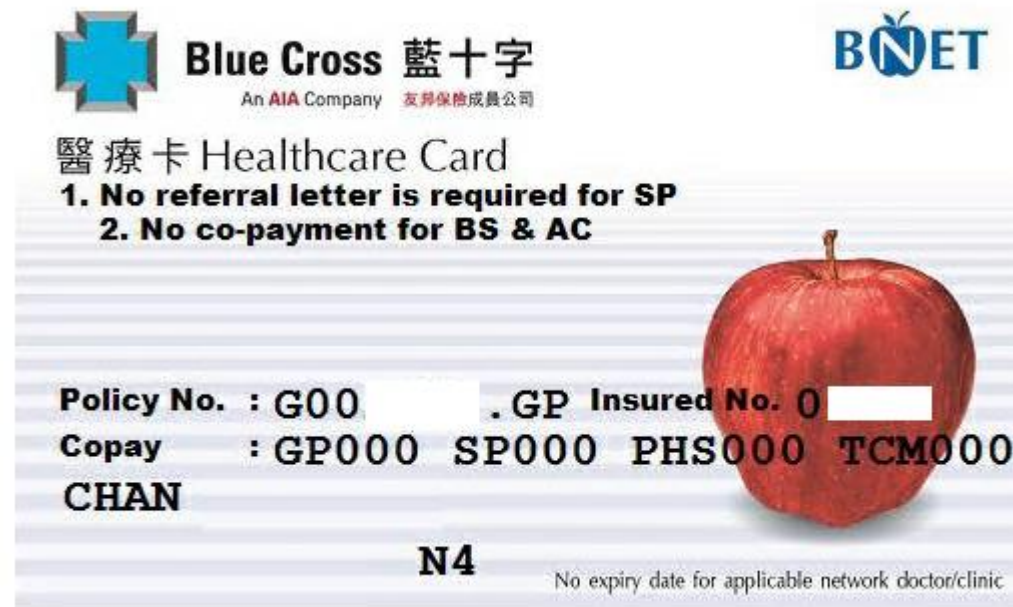 Blue Cross 藍十字
BNET
An AIA Company 友邦保險成員公司
醫療卡 Healthcare Card
1. No referral letter is required for SP
2. No co-payment for BS & AC
Policy No. : G00 .GP Insured No. 0
Copay : GP000 SP000 PHS000 TCM000
CHAN
N4
No expiry date for applicable network doctor/clinic